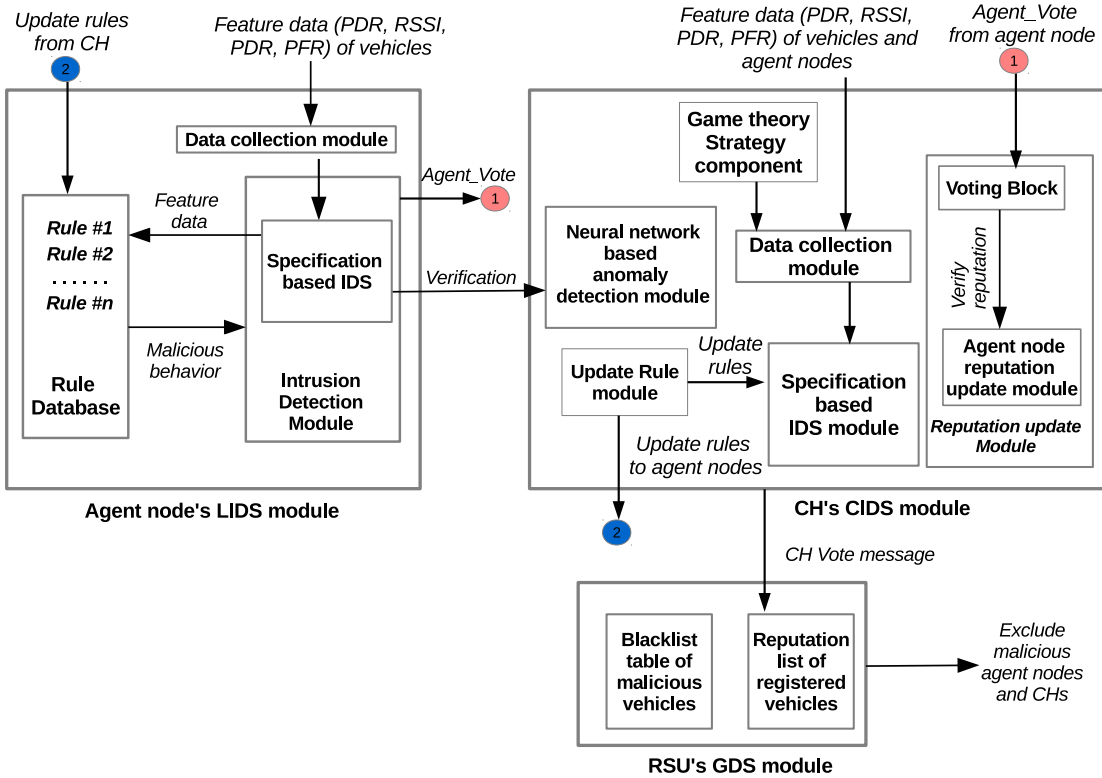 Update rules
from CH
2
Feature data (PDR, RSSI,
PDR, PFR) of vehicles
Data collection module
Agent_Vote
1
Feature
data
Rule #1
Rule #2
......
Rule #n
Specification
based IDS
Verification
Malicious
behavior
Rule
Database
Intrusion
Detection
Module
Agent node's LIDS module
Feature data (PDR, RSSI,
PDR, PFR) of vehicles and
agent nodes
Agent_Vote
from agent node
1
Game theory
Strategy
component
Voting Block
Neural network
based
anomaly
detection module
Data collection
module
Verify
reputation
Update Rule
module
Update
rules
Specification
based
IDS module
Agent node
reputation
update module
Reputation update
Module
Update rules
to agent nodes
2
CH's CIDS module
CH Vote message
Blacklist
table of
malicious
vehicles
Reputation
list of
registered
vehicles
Exclude
malicious
agent nodes
and CHs
RSU's GDS module